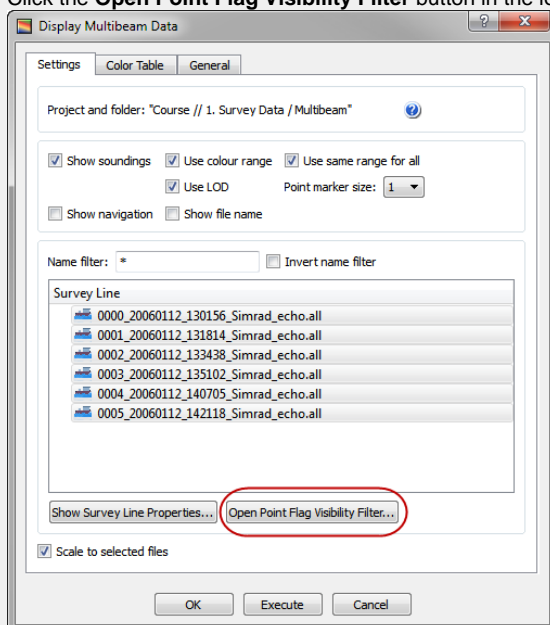 Click the Open Point Flag Visibility Filter button in the lo
Display Multibeam Data
Settings Color Table General
Project and folder: "Course // 1. Survey Data / Multibeam"
Show soundings Use colour range Use same range for all
Use LOD Point marker size: 1
Show navigation Show file name
Name filter: * Invert name filter
Survey Line
0000_20060112_130156_Simrad_echo.all
0001_20060112_131814_Simrad_echo.all
0002_20060112_133438_Simrad_echo.all
0003_20060112_135102_Simrad_echo.all
0004_20060112_140705_Simrad_echo.all
0005_20060112_142118_Simrad_echo.all
Show Survey Line Properties... Open Point Flag Visibility Filter...
Scale to selected files
OK Execute Cancel